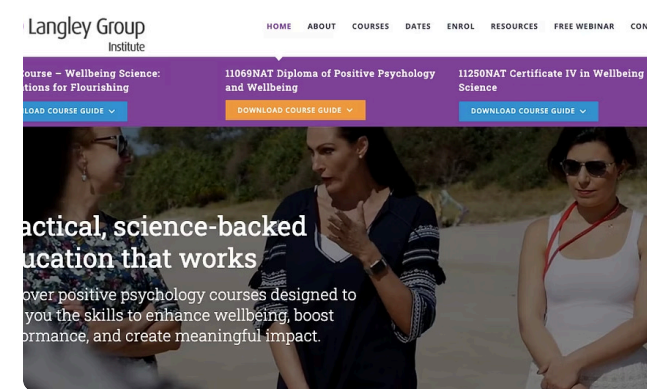 Langley Group
Institute
HOME ABOUT COURSES DATES ENROL RESOURCES FREE WEBINAR CON
Course – Wellbeing Science:
tions for Flourishing
LOAD COURSE GUIDE
11069NAT Diploma of Positive Psychology
and Wellbeing
DOWNLOAD COURSE GUIDE
11250NAT Certificate IV in Wellbeing
Science
DOWNLOAD COURSE GUIDE
actical, science-backed
ucation that works
over positive psychology courses designed to
you the skills to enhance wellbeing, boost
ormance, and create meaningful impact.